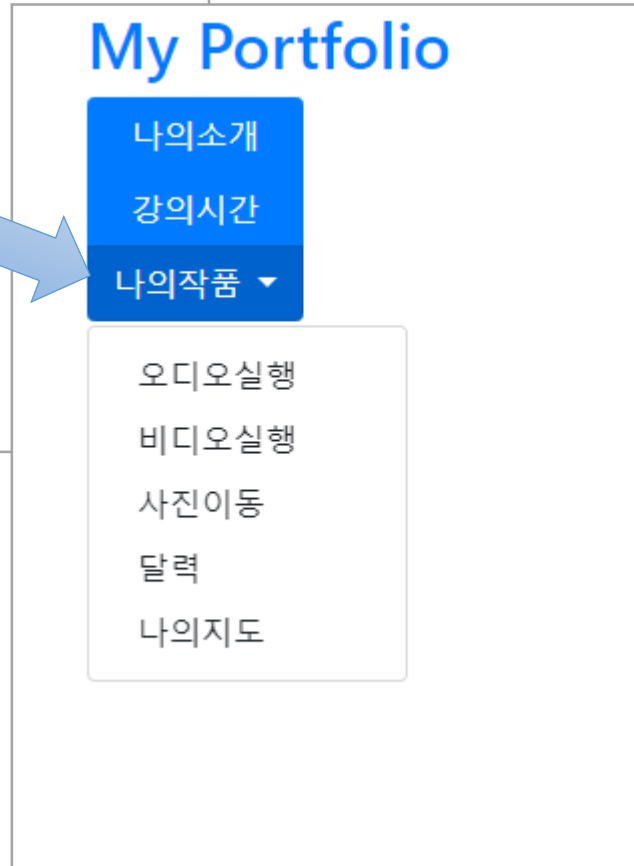 My Portfolio
나의소개
강의시간
나의작품
오디오실행
비디오실행
사진이동
달력
나의지도